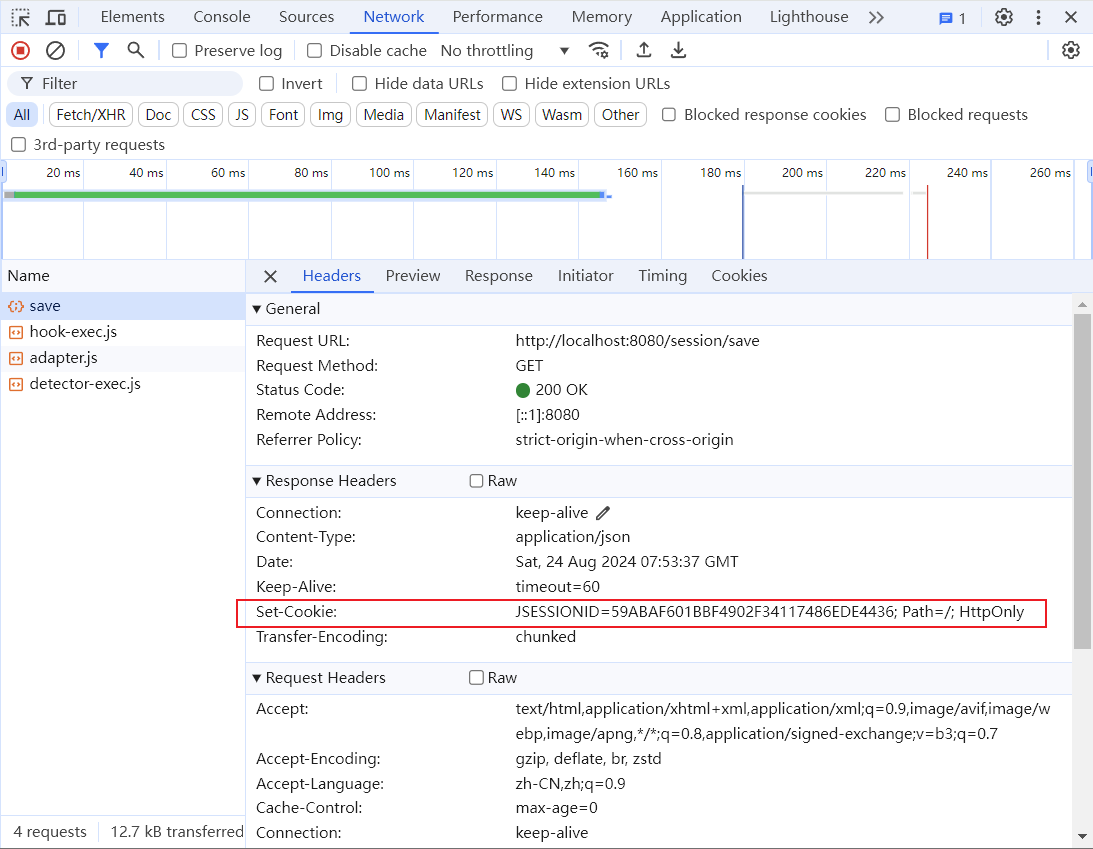 Elements Console Sources Network Performance Memory Application Lighthouse 1
Preserve log Disable cache No throttling
Filter Invert Hide data URLs Hide extension URLs
All Fetch/XHR Doc CSS JS Font Img Media Manifest WS Wasm Other Blocked response cookies Blocked requests
3rd-party requests
20 ms 40 ms 60 ms 80 ms 100 ms 120 ms 140 ms 160 ms 180 ms 200 ms 220 ms 240 ms 260 ms
Name Headers Preview Response Initiator Timing Cookies
save
hook-exec.js
adapter.js
detector-exec.js
General
Request URL: http://localhost:8080/session/save
Request Method: GET
Status Code: 200 OK
Remote Address: [::1]:8080
Referrer Policy: strict-origin-when-cross-origin
Response Headers Raw
Connection: keep-alive
Content-Type: application/json
Date: Sat, 24 Aug 2024 07:53:37 GMT
Keep-Alive: timeout=60
Set-Cookie: JSESSIONID=59ABAF601BBF4902F34117486EDE4436; Path=/; HttpOnly
Transfer-Encoding: chunked
Request Headers Raw
Accept: text/html,application/xhtml+xml,application/xml;q=0.9,image/avif,image/w
ebp,image/apng,*/*;q=0.8,application/signed-exchange;v=b3;q=0.7
Accept-Encoding: gzip, deflate, br, zstd
Accept-Language: zh-CN,zh;q=0.9
Cache-Control: max-age=0
Connection: keep-alive
4 requests 12.7 kB transferred